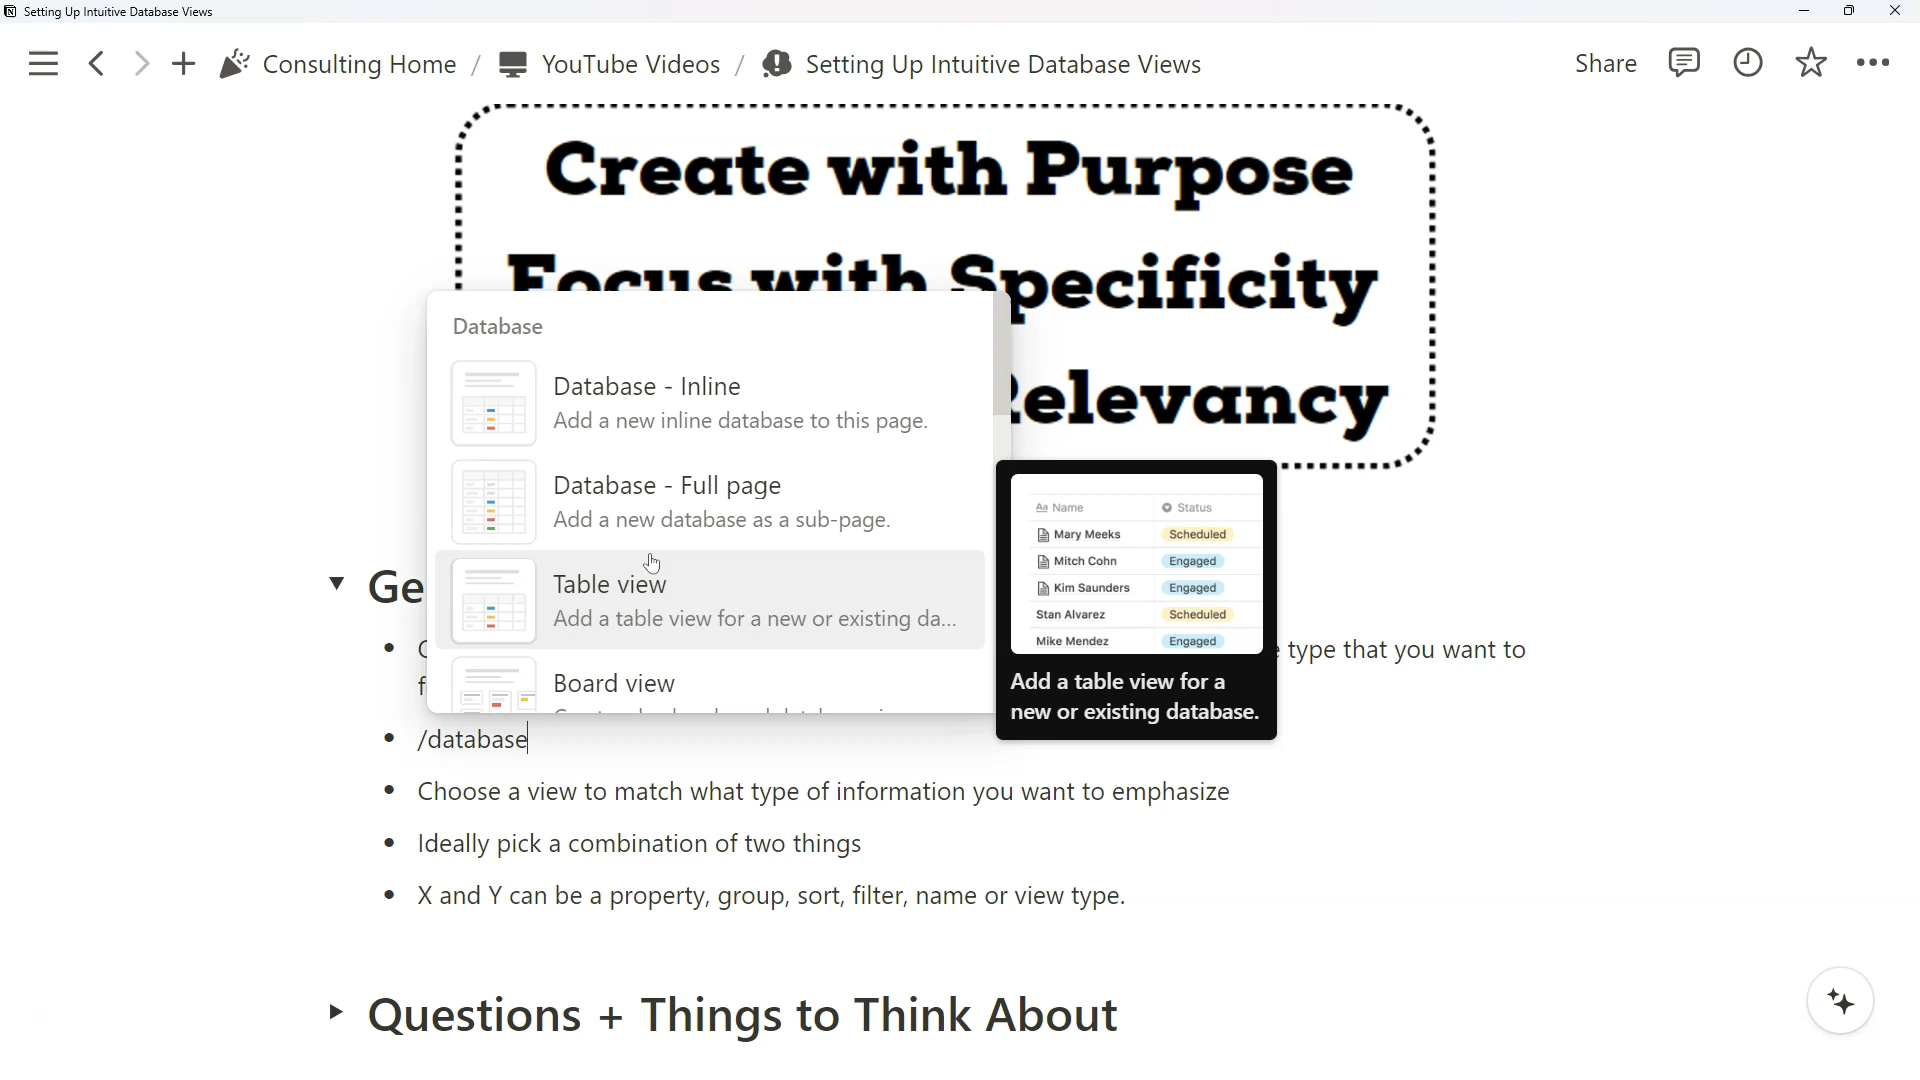 Setting Up Intuitive Database Views
Consulting Home / YouTube Videos / Setting Up Intuitive Database Views
Share
Create with Purpose
Focus with Specificity
Relevancy
Database
Database - Inline
Add a new inline database to this page.
Database - Full page
Add a new database as a sub-page.
Table view
Add a table view for a new or existing da...
Board view
Aa Name Status
Mary Meeks Scheduled
Mitch Cohn Engaged
Kim Saunders Engaged
Stan Alvarez Scheduled
Mike Mendez Engaged
Add a table view for a
new or existing database.
Ge
type that you want to
• /database
• Choose a view to match what type of information you want to emphasize
• Ideally pick a combination of two things
• X and Y can be a property, group, sort, filter, name or view type.
Questions + Things to Think About